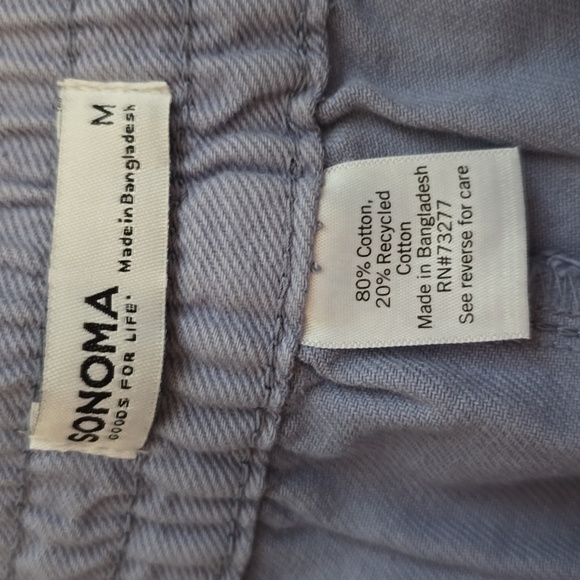 SONOMA
GOODS FOR LIFE
Made in Bangladesh
M
80% Cotton,
20% Recycled
Cotton
Made in Bangladesh
RN#73277
See reverse for care